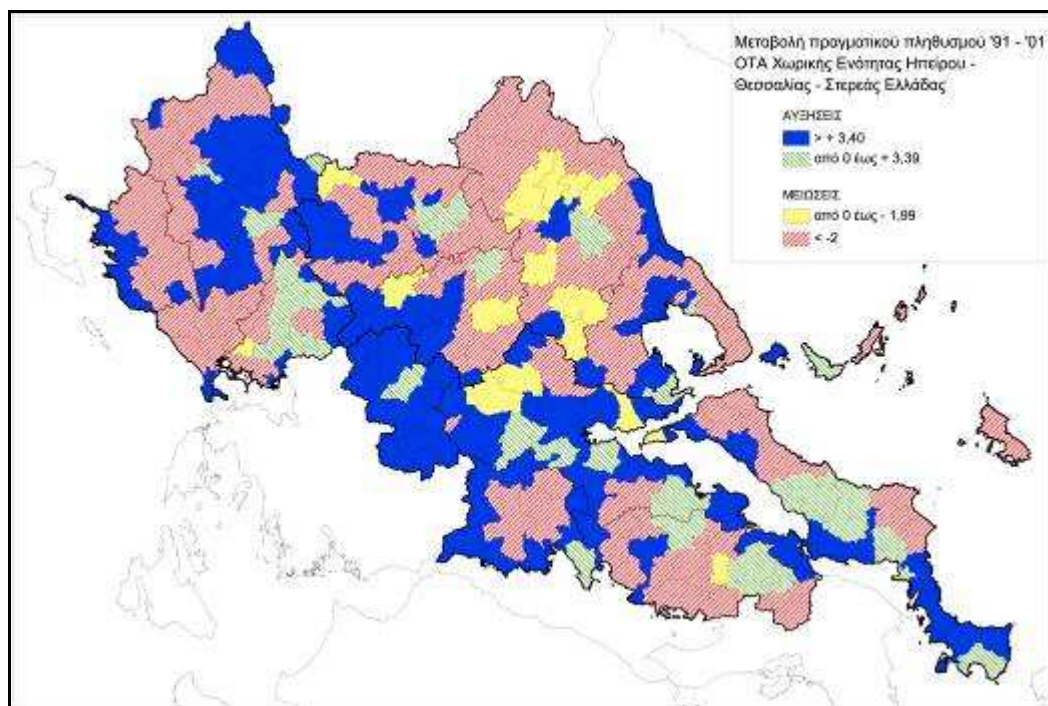 Μεταβολή πραγματικού πληθυσμού '91 - '01
ΟΤΑ Χωρικής Ενότητας Ηπείρου -
Θεσσαλίας - Στερεάς Ελλάδας
ΑΥΞΗΣΕΙΣ
> + 3,40
από 0 έως + 3,39
ΜΕΙΩΣΕΙΣ
από 0 έως - 1,99
< -2